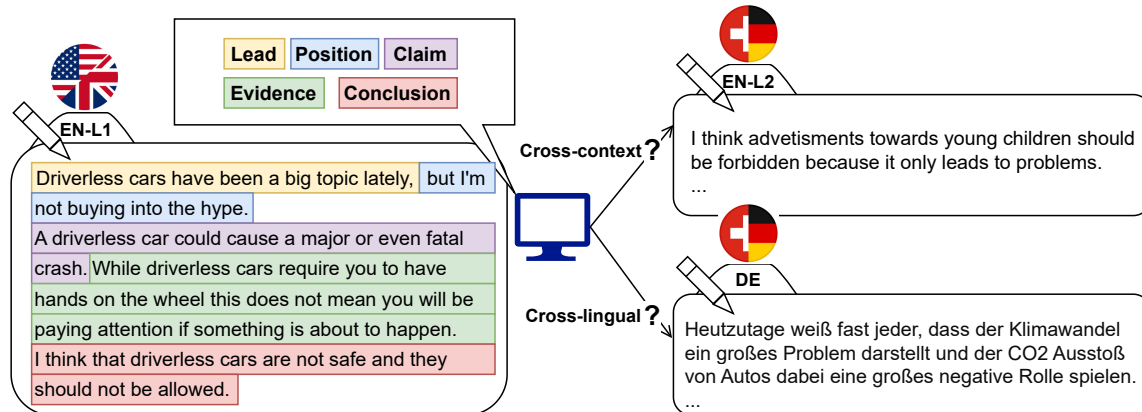 Lead Position Claim
Evidence Conclusion
EN-L1
Driverless cars have been a big topic lately, but I'm
not buying into the hype.
A driverless car could cause a major or even fatal
crash. While driverless cars require you to have
hands on the wheel this does not mean you will be
paying attention if something is about to happen.
I think that driverless cars are not safe and they
should not be allowed.
Cross-context ?
Cross-lingual ?
EN-L2
I think advetisments towards young children should
be forbidden because it only leads to problems.
...
DE
Heutzutage weiß fast jeder, dass der Klimawandel
ein großes Problem darstellt und der CO2 Ausstoß
von Autos dabei eine großes negative Rolle spielen.
...